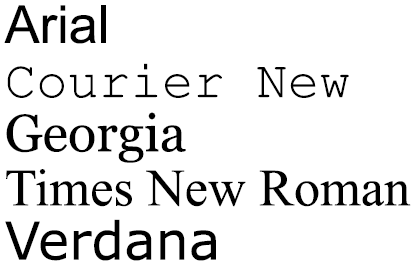 Arial
Courier New
Georgia
Times New Roman
Verdana